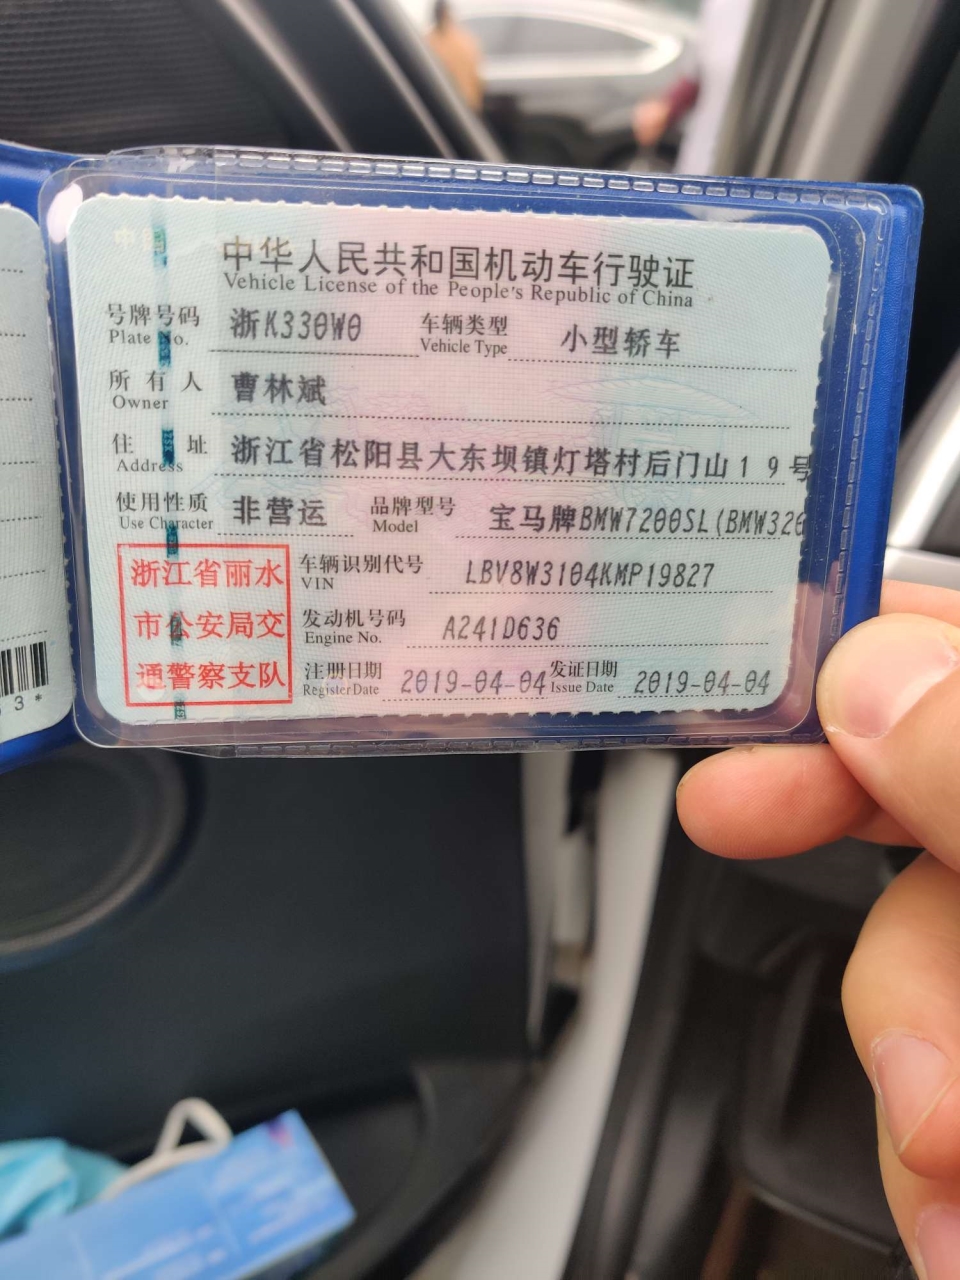 中华人民共和国机动车行驶证
Vehicle License of the People's Republic of China
号牌号码 浙K330W0 车辆类型 小型轿车
Plate No. Vehicle Type
所有人 曹林斌
Owner
住址 浙江省松阳县大东坝镇灯塔村后门山19号
Address
使用性质 非营运 品牌型号 宝马牌BMW7200SL(BMW320
Use Character Model
浙江省丽水
市公安局交
通警察支队
车辆识别代号 LBV8W3104KMP19827
VIN
发动机号码 A241D636
Engine No.
注册日期 2019-04-04 发证日期 2019-04-04
Register Date Issue Date
3*